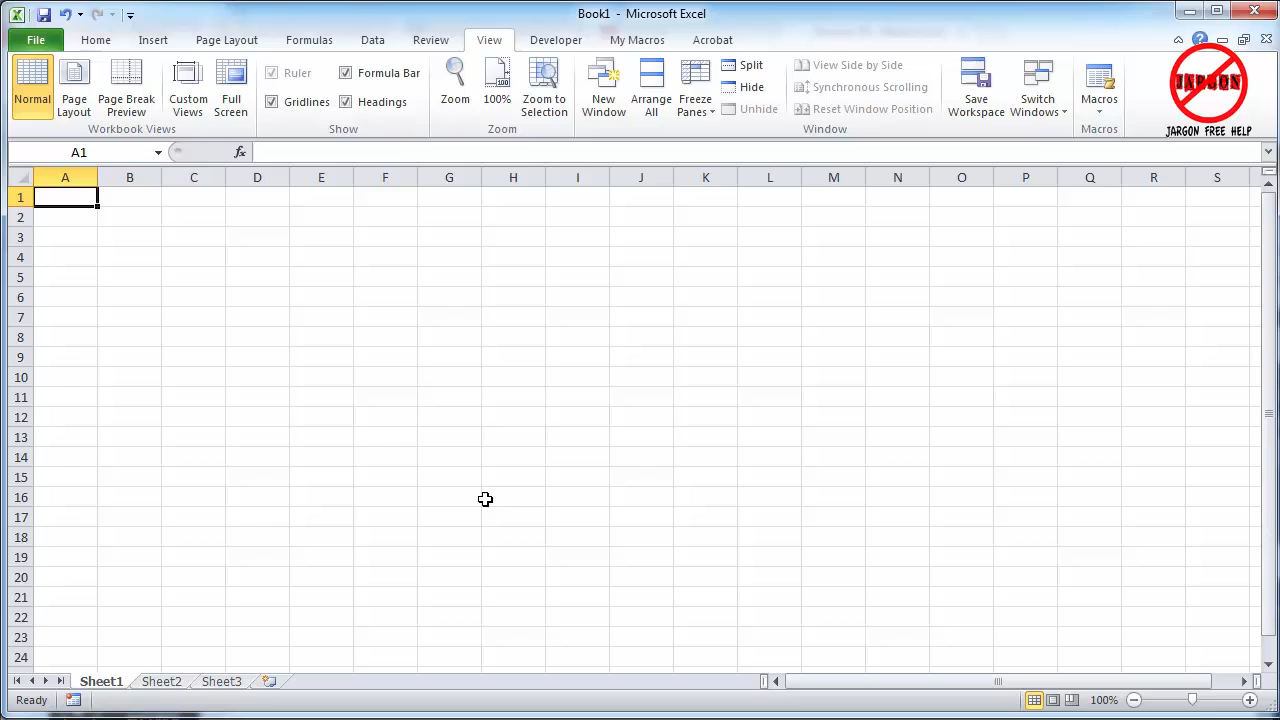 Book1 - Microsoft Excel
File Home Insert Page Layout Formulas Data Review View Developer My Macros Acrobat
Normal
Page Layout
Page Break Preview
Custom Views
Full Screen
Workbook Views
Ruler
Formula Bar
Gridlines
Headings
Show
Zoom
100%
Zoom to Selection
Zoom
New Window
Arrange All
Freeze Panes
Split
Hide
Unhide
View Side by Side
Synchronous Scrolling
Reset Window Position
Save Workspace
Switch Windows
Window
Macros
Macros
JARGON
JARGON FREE HELP
A1
fx
A B C D E F G H I J K L M N O P Q R S
1
2
3
4
5
6
7
8
9
10
11
12
13
14
15
16
17
18
19
20
21
22
23
24
Sheet1 Sheet2 Sheet3
Ready
100%